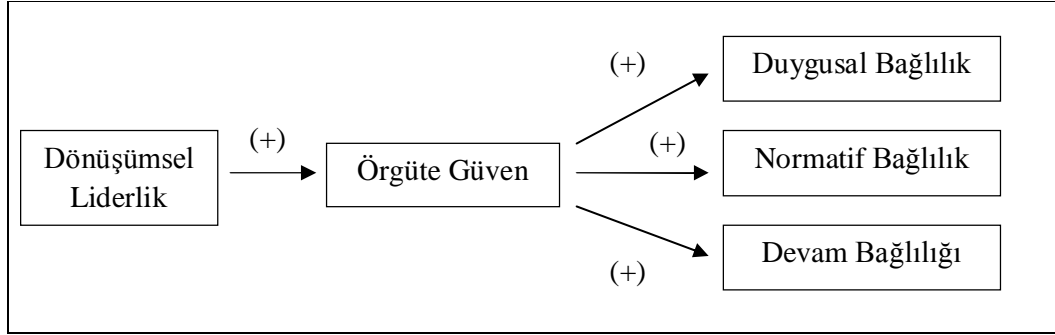 (+)
Duygusal Bağlılık
Dönüşümsel
Liderlik
(+)
Örgüte Güven
(+)
Normatif Bağlılık
(+)
Devam Bağlılığı